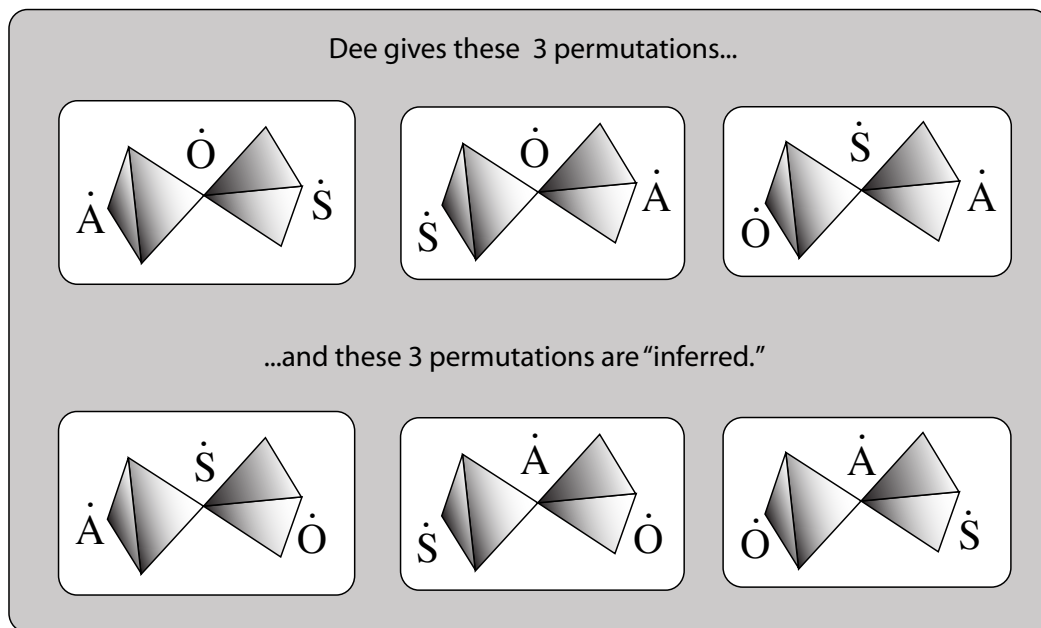 Dee gives these 3 permutations...
Ȧ Ȯ Ṡ
Ṡ Ȯ Ȧ
Ȯ Ṡ Ȧ
...and these 3 permutations are “inferred.”
Ȧ Ṡ Ȯ
Ṡ Ȧ Ȯ
Ȯ Ȧ Ṡ